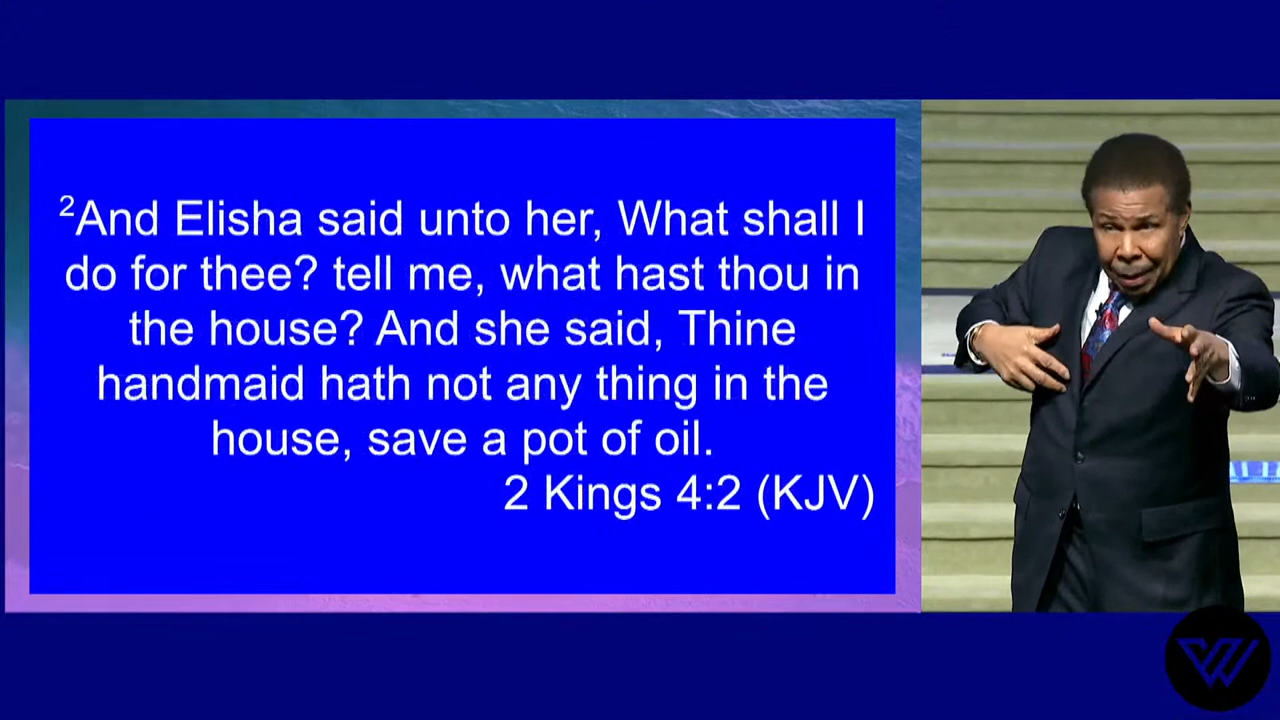 ²And Elisha said unto her, What shall I
do for thee? tell me, what hast thou in
the house? And she said, Thine
handmaid hath not any thing in the
house, save a pot of oil.
2 Kings 4:2 (KJV)